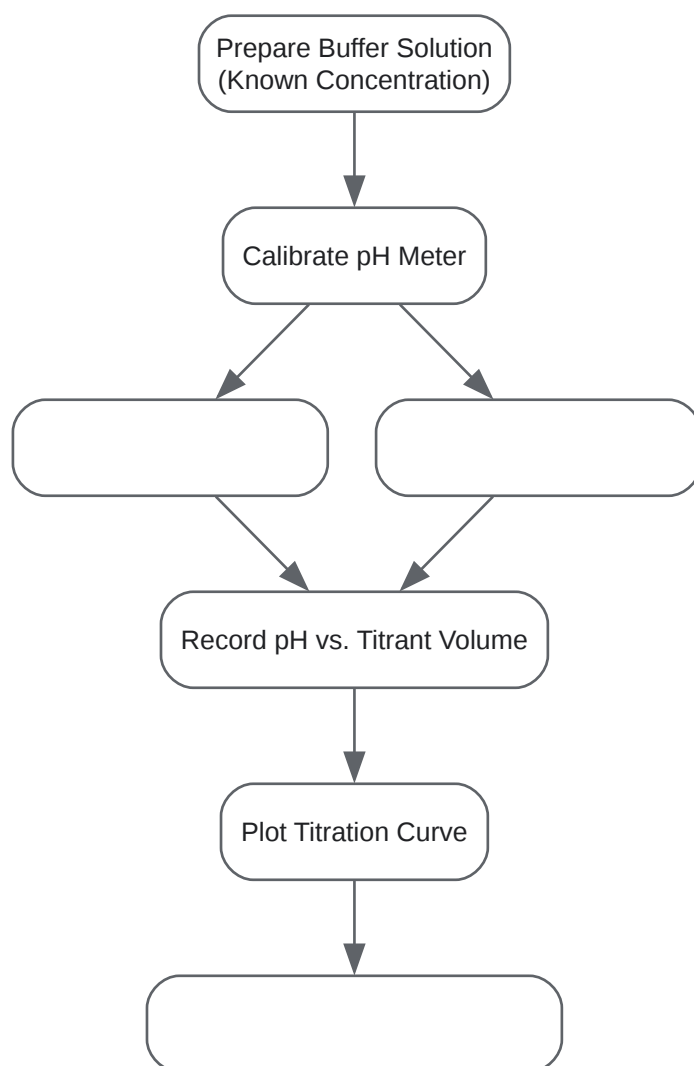 Prepare Buffer Solution
(Known Concentration)
Calibrate pH Meter
Record pH vs. Titrant Volume
Plot Titration Curve